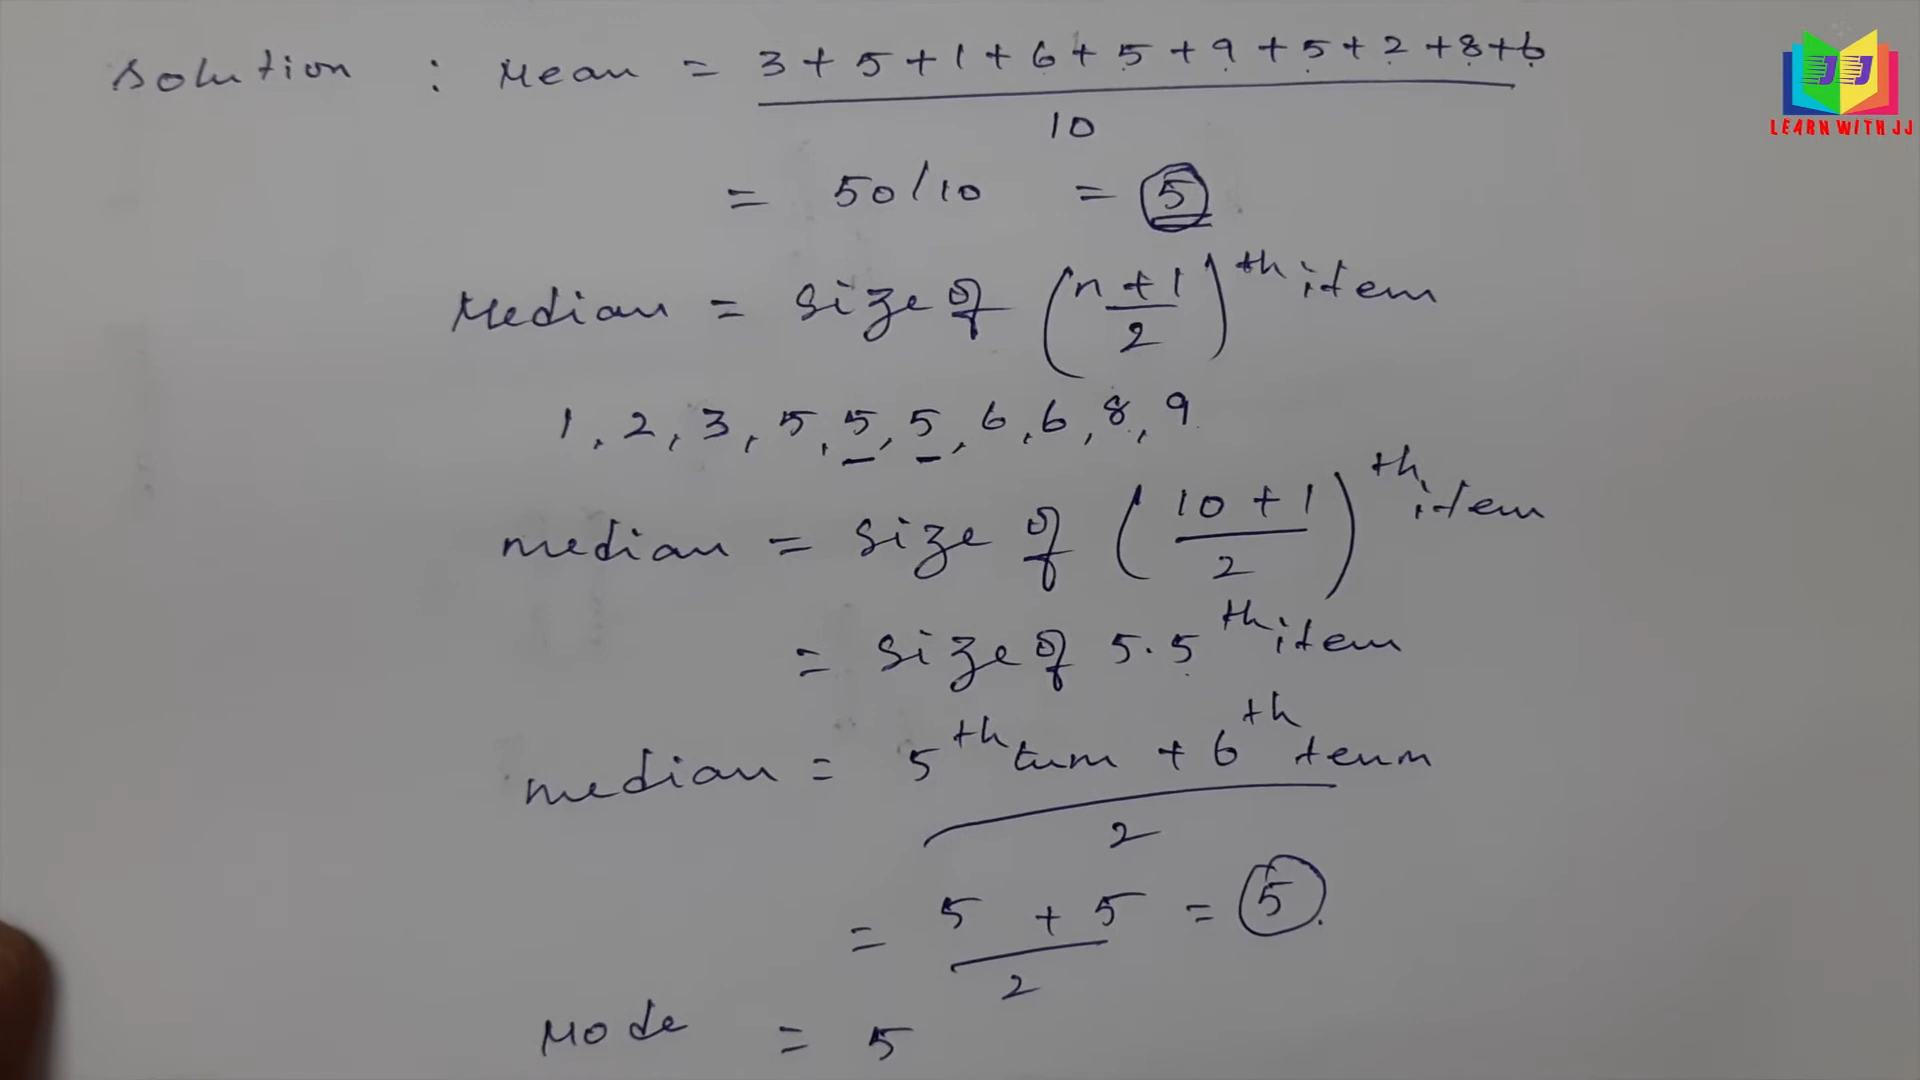 Solution : Mean = 3 + 5 + 1 + 6 + 5 + 9 + 5 + 2 + 8 + 6
10
= 50/10 = 5
Median = size of (n + 1 / 2)th item
1, 2, 3, 5, 5, 5, 6, 6, 8, 9
median = size of (10 + 1 / 2)th item
= size of 5.5th item
median = 5th term + 6th term
2
= 5 + 5 = 5.
2
Mode = 5
JJ
LEARN WITH JJ